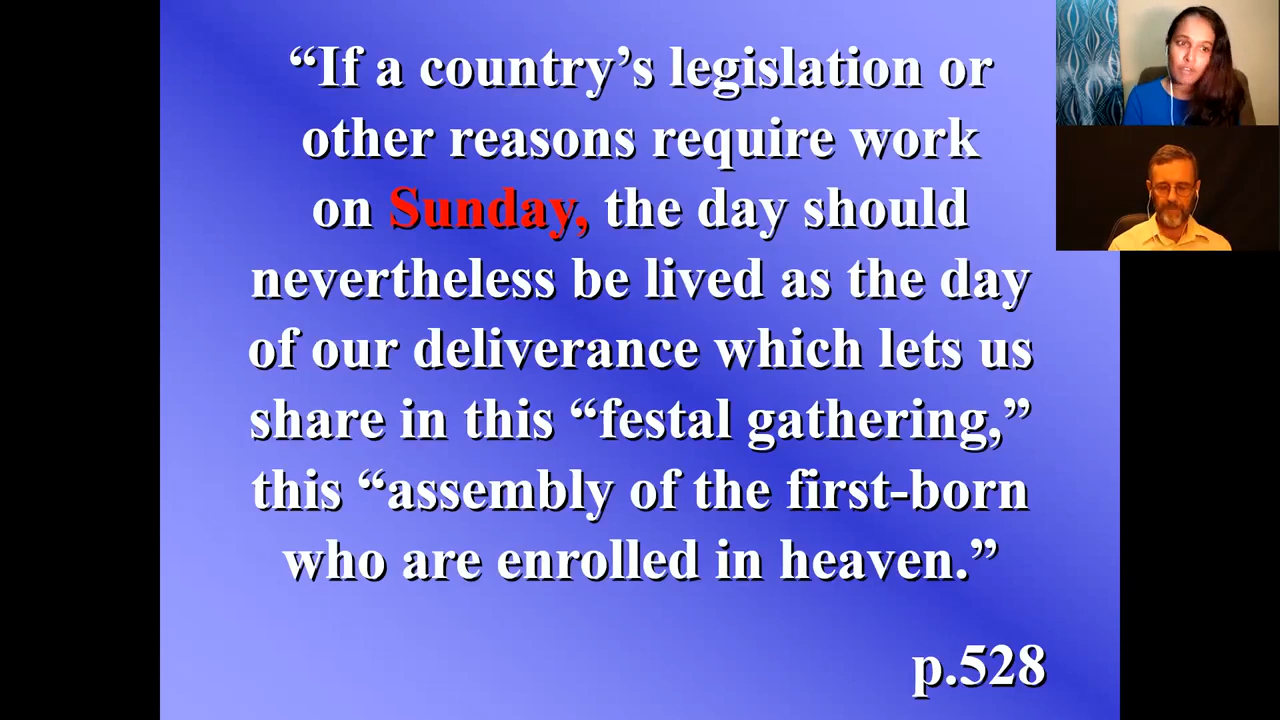 “If a country’s legislation or
other reasons require work
on Sunday, the day should
nevertheless be lived as the day
of our deliverance which lets us
share in this “festal gathering,”
this “assembly of the first-born
who are enrolled in heaven.”
p.528